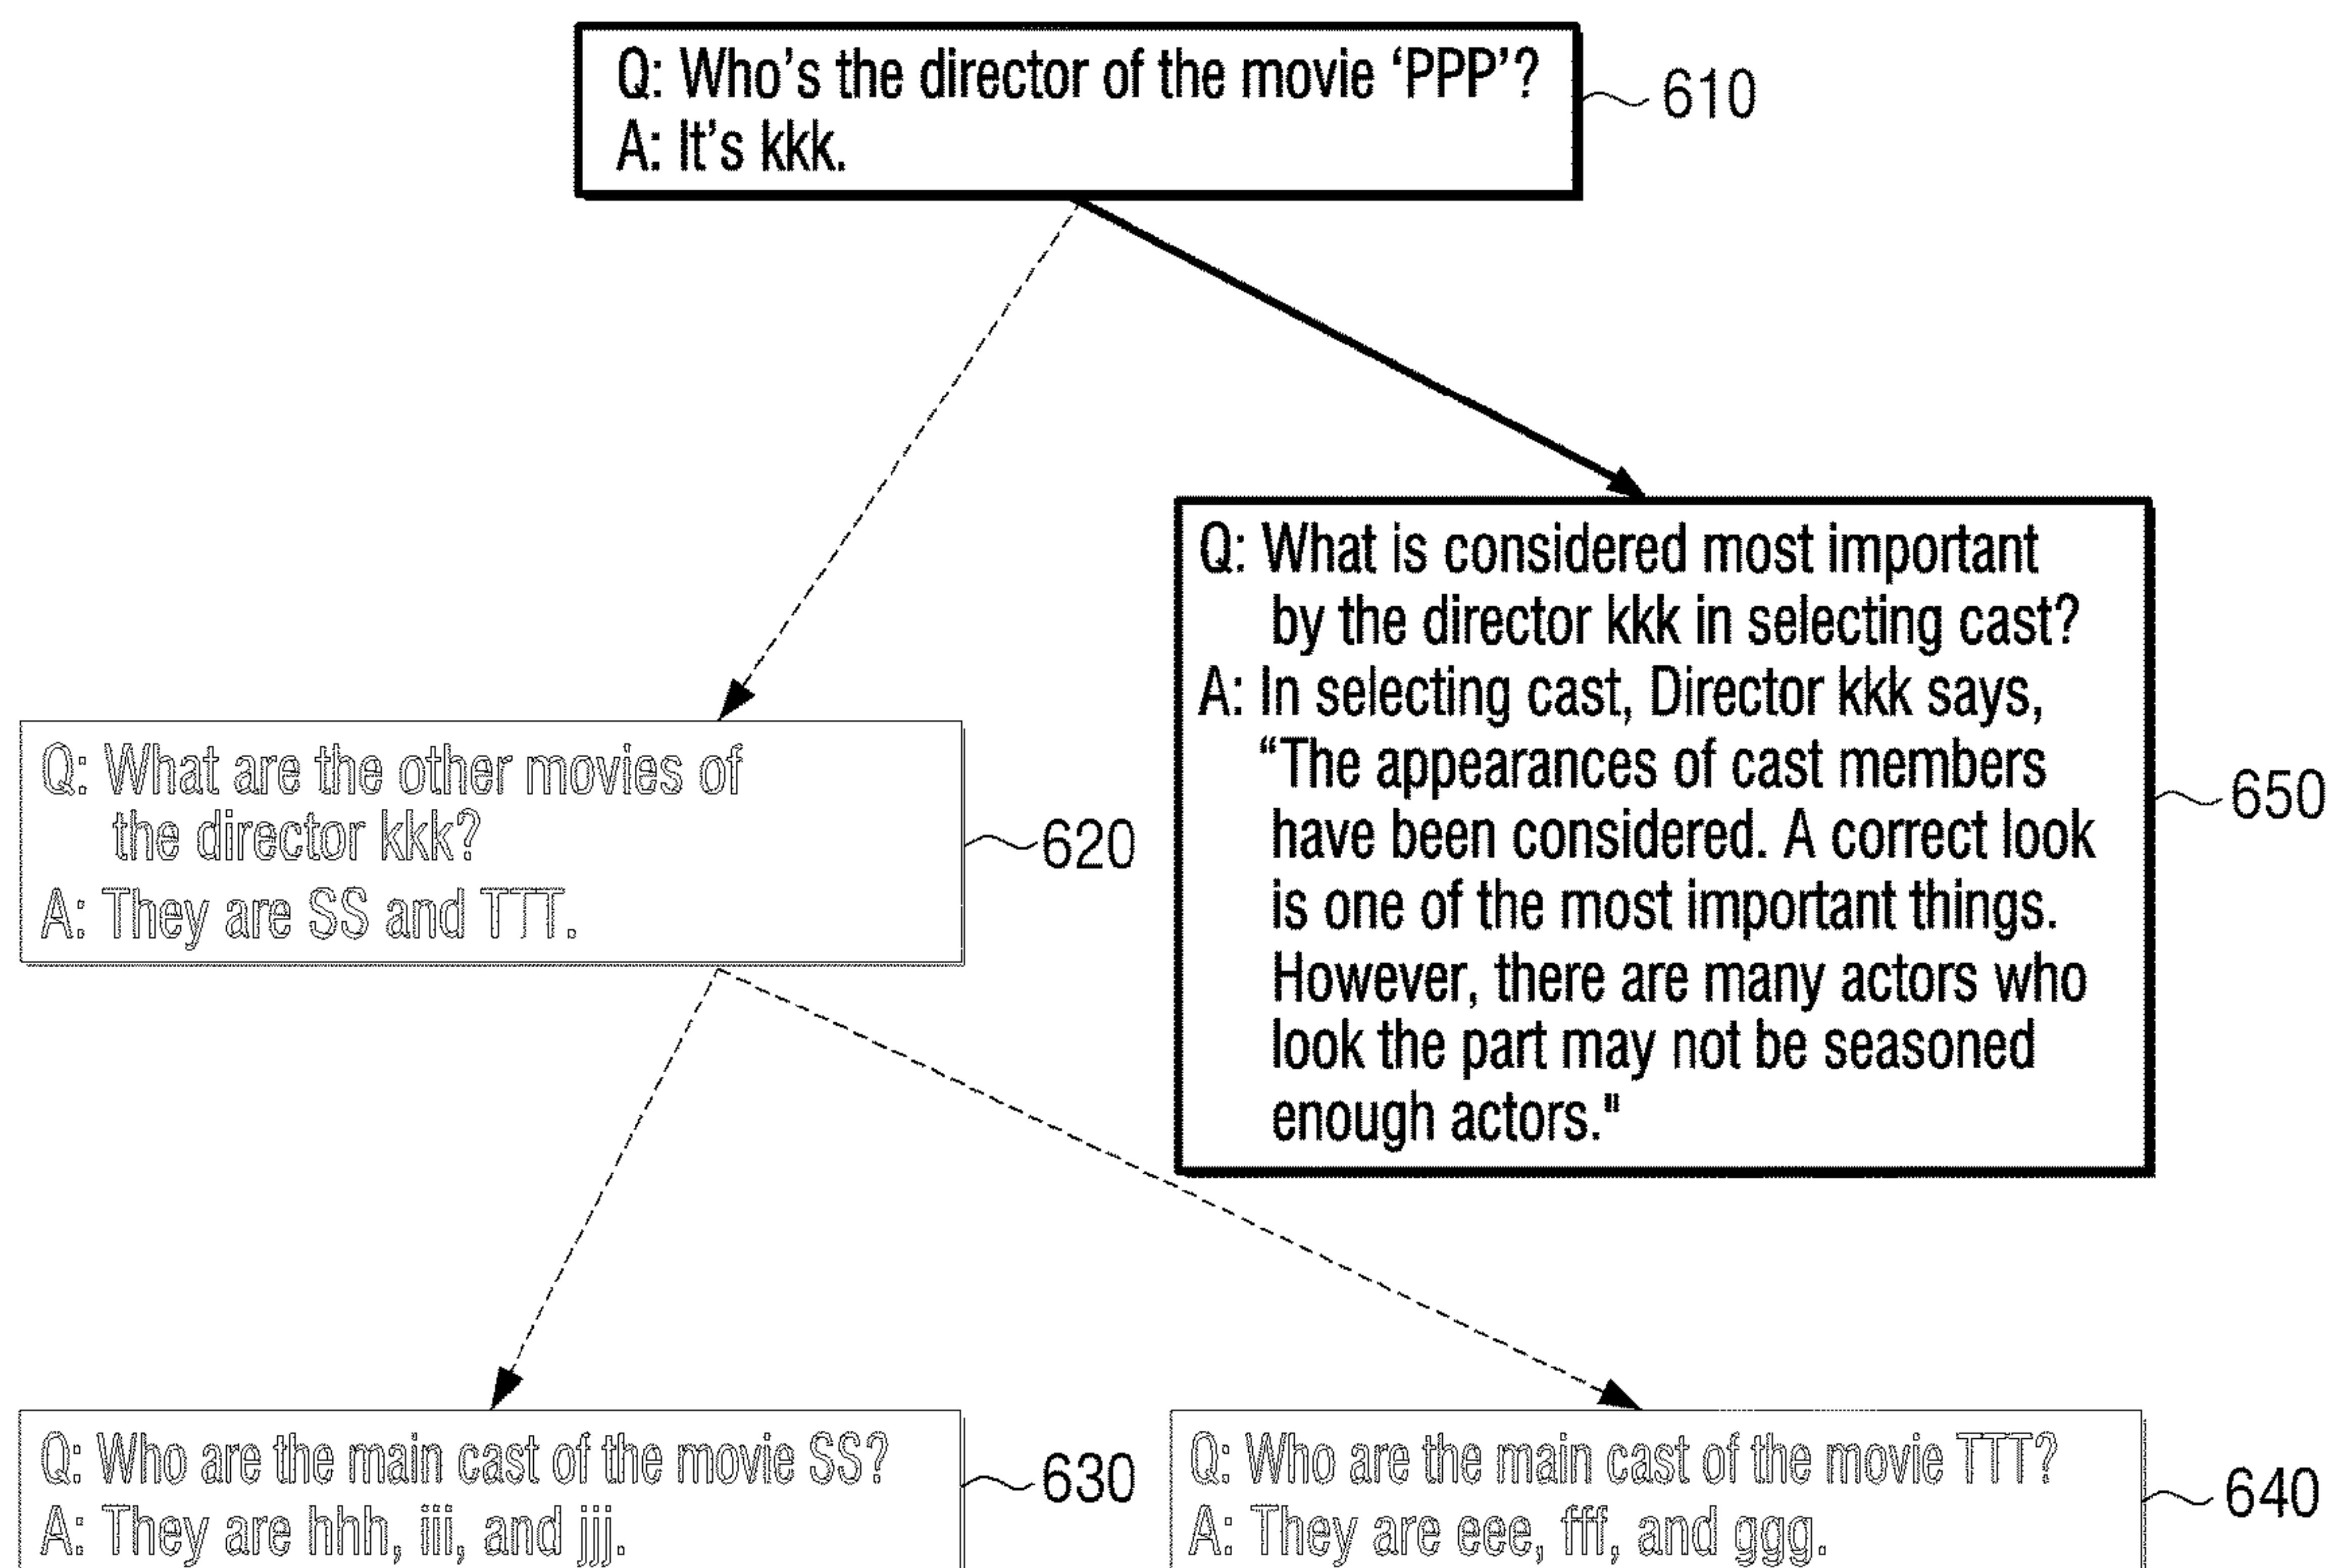 Q: Who's the director of the movie ‘PPP’?
A: It's kkk.
610
Q: What is considered most important
by the director kkk in selecting cast?
A: In selecting cast, Director kkk says,
“The appearances of cast members
have been considered. A correct look
is one of the most important things.
However, there are many actors who
look the part may not be seasoned
enough actors."
650
Q: What are the other movies of
the director kkk?
A: They are SS and TTT.
620
Q: Who are the main cast of the movie SS?
A: They are hhh, iii, and jjj.
630
Q: Who are the main cast of the movie TTT?
A: They are eee, fff, and ggg.
640